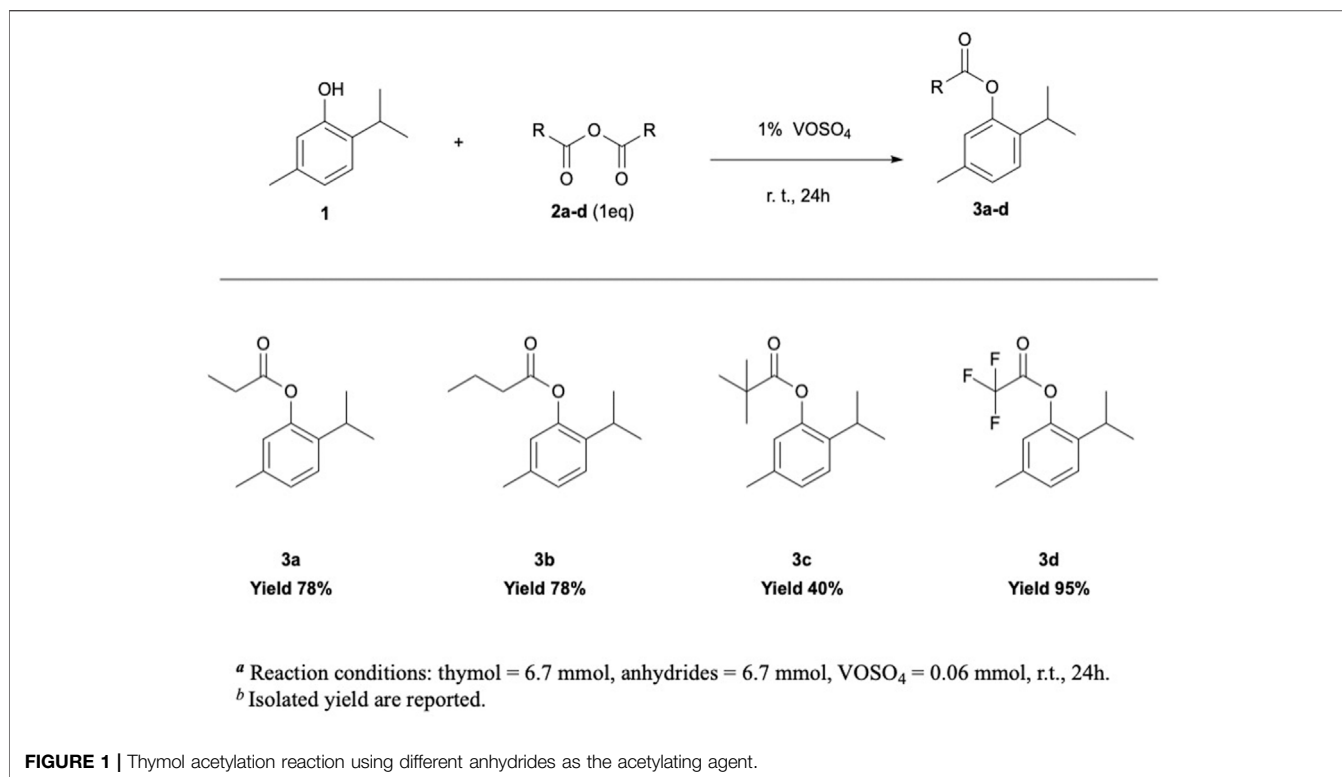 OH
+
R O R
O O
2a-d (1eq)
1
1% VOSO₄
r. t., 24h
O
R O
3a-d
O
O
3a
Yield 78%
O
O
3b
Yield 78%
O
O
3c
Yield 40%
O
F F O
F
3d
Yield 95%
a Reaction conditions: thymol = 6.7 mmol, anhydrides = 6.7 mmol, VOSO₄ = 0.06 mmol, r.t., 24h.
b Isolated yield are reported.
FIGURE 1 | Thymol acetylation reaction using different anhydrides as the acetylating agent.